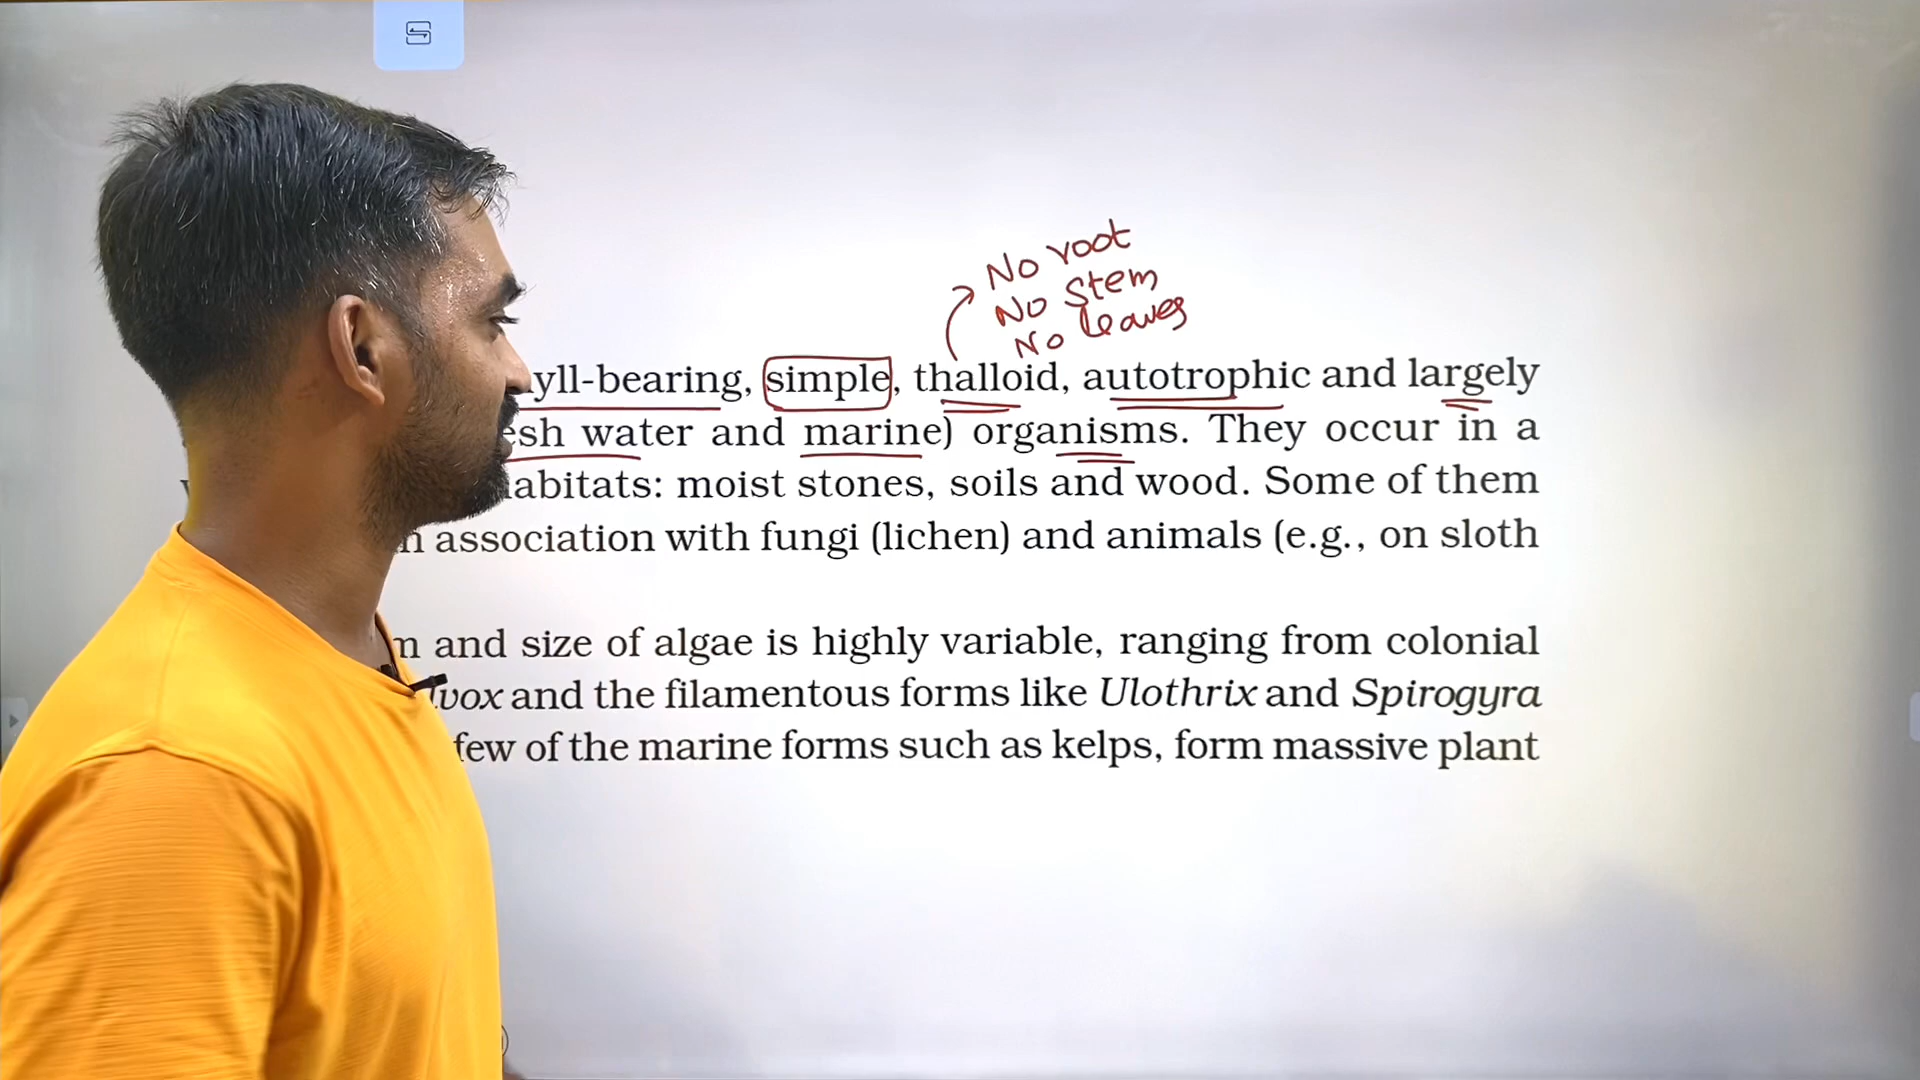 No root
No stem
No leaves
yll-bearing, simple, thalloid, autotrophic and largely
esh water and marine) organisms. They occur in a
abitats: moist stones, soils and wood. Some of them
n association with fungi (lichen) and animals (e.g., on sloth
m and size of algae is highly variable, ranging from colonial
lvox and the filamentous forms like Ulothrix and Spirogyra
few of the marine forms such as kelps, form massive plant